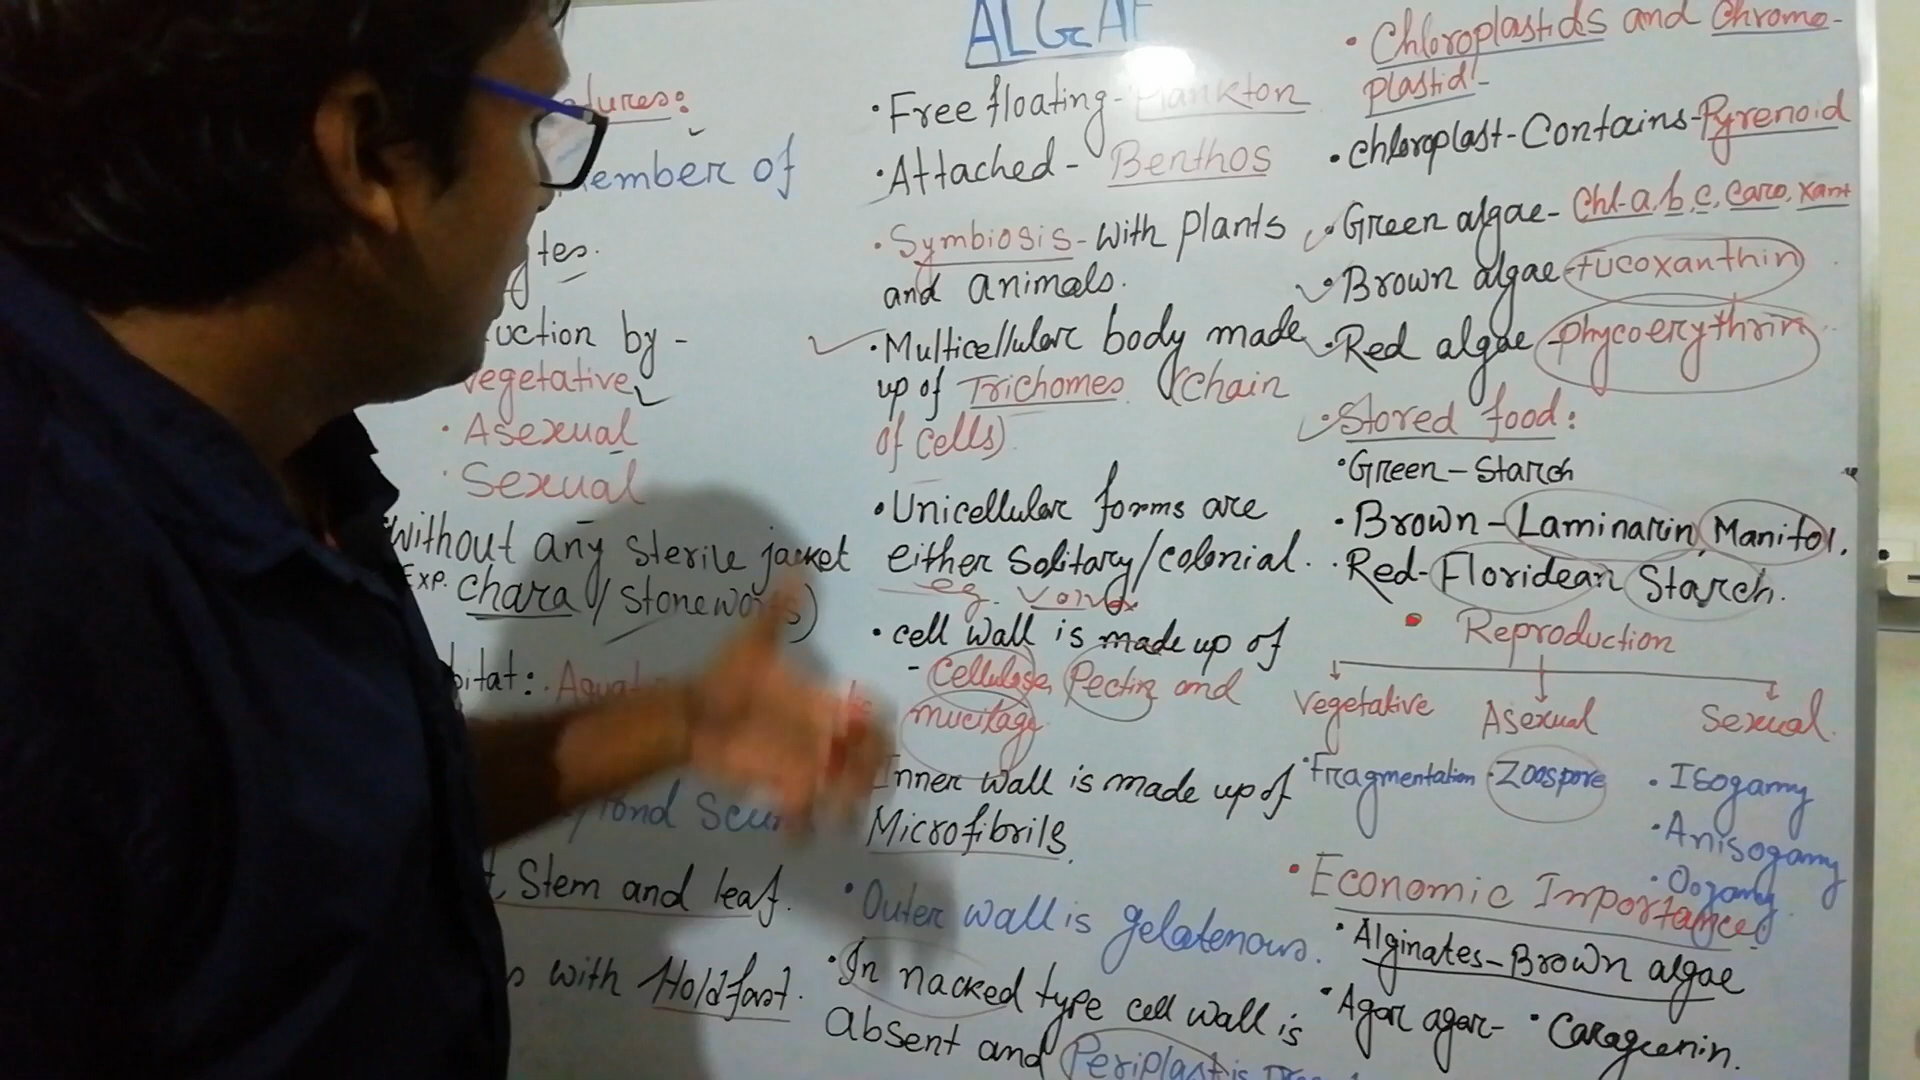 ALGAE
of
by -
vegetative
• Asexual
• Sexual
without any Sterile jacket
Exp. Chara / Stoneworts)
Pond Scum
Stem and leaf.
with Holdfast.
• Free floating - Plankton
• Attached - Benthos
• Symbiosis - with plants
and animals.
• Multicellular body made
up of Trichomes (Chain
of cells)
• Unicellular forms are
either Solitary/colonial.
eg. Volvox
• cell wall is made up of
- Cellulose, Pectin and
mucilage
Inner wall is made up of
Microfibrils.
• Outer wall is gelatenous.
• In nacked type cell wall is
absent and Periplast is
• Chloroplastids and Chromo-
plastid -
• chloroplast - Contains - Pyrenoid
• Green algae - Chl-a, b, c, Caro, Xant
• Brown algae - fucoxanthin
• Red algae - phycoerythrin
• Stored food:
• Green - Starch
• Brown - Laminarin, Manitol.
• Red - Floridean Starch.
• Reproduction
Vegetative Asexual Sexual.
• Fragmentation • Zoospore • Isogamy
• Anisogamy
• Oogamy.
• Economic Importance
• Alginates - Brown algae
• Agar agar - • Carageenin.